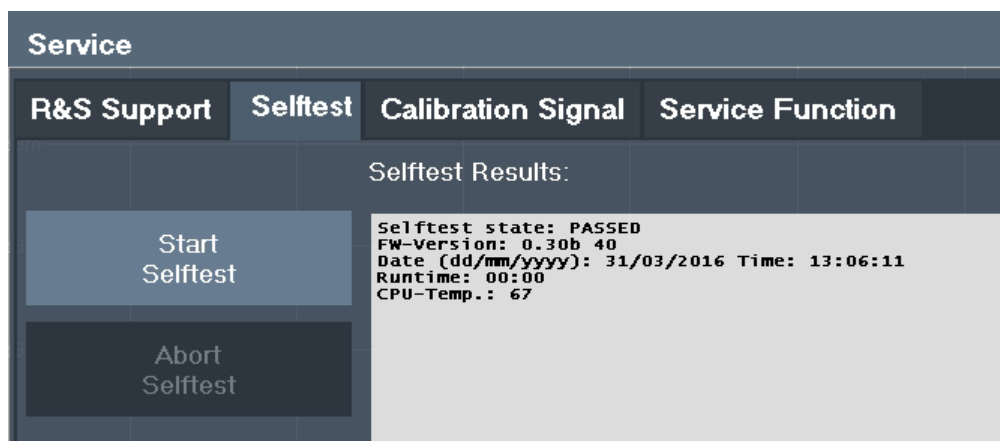 Service
R&S Support Selftest Calibration Signal Service Function
Selftest Results:
Start
Selftest
Selftest state: PASSED
FW-Version: 0.30b 40
Date (dd/mm/yyyy): 31/03/2016 Time: 13:06:11
Runtime: 00:00
CPU-Temp.: 67
Abort
Selftest